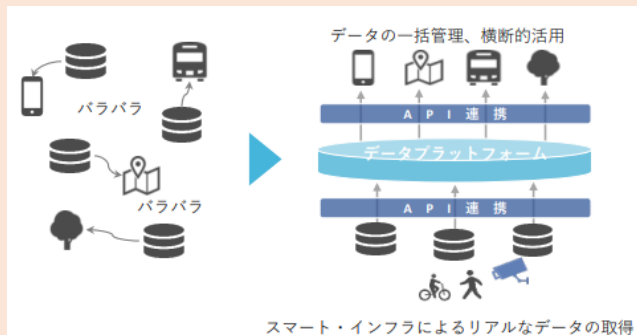 データの一括管理、横断的活用
バラバラ
API連携
データプラットフォーム
バラバラ
API連携
スマート・インフラによるリアルなデータの取得